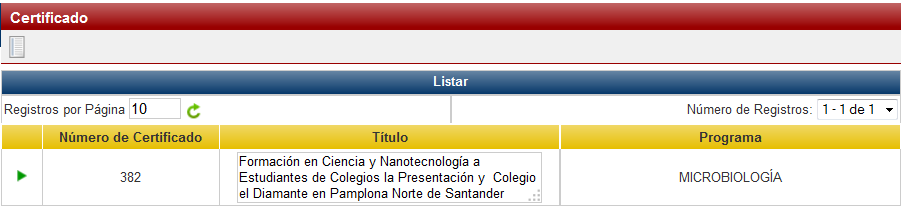 Certificado
Listar
Registros por Página 10
Número de Registros: 1 - 1 de 1
Número de Certificado Título Programa
382
Formación en Ciencia y Nanotecnología a
Estudiantes de Colegios la Presentación y Colegio
el Diamante en Pamplona Norte de Santander
MICROBIOLOGÍA